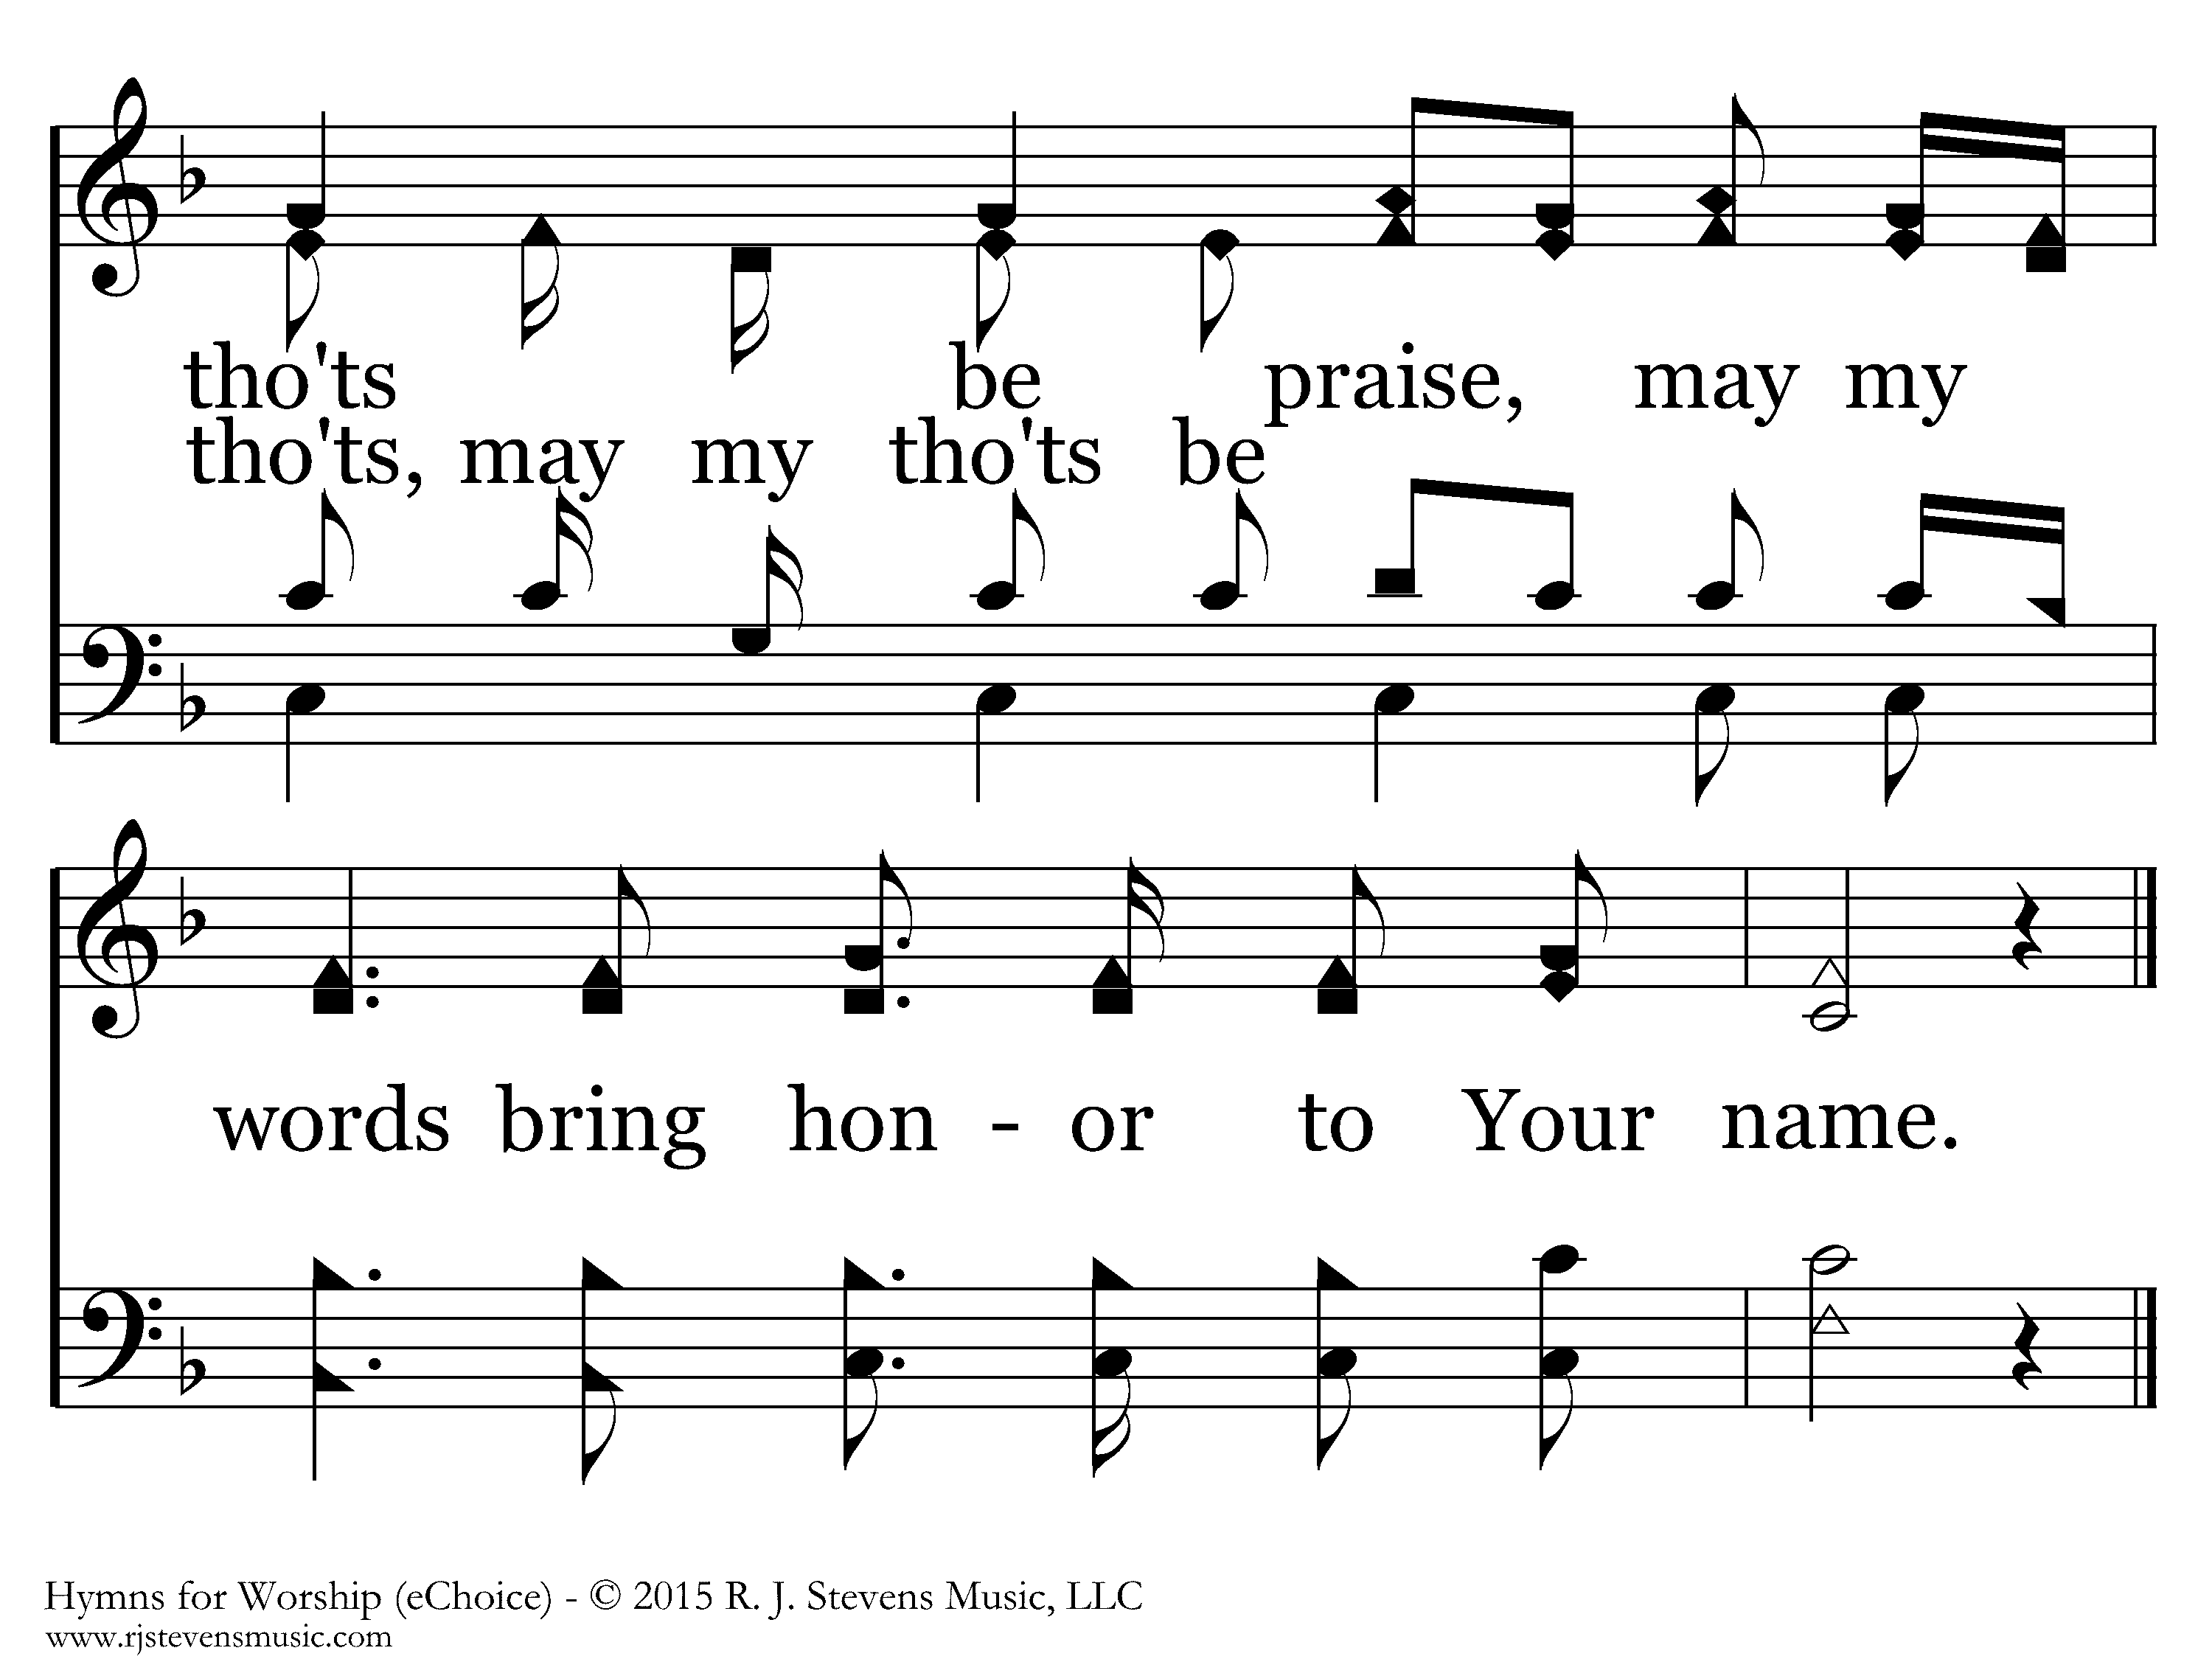 tho'ts be praise, may my
tho'ts, may my tho'ts be
words bring hon - or to Your name.
Hymns for Worship (eChoice) - © 2015 R. J. Stevens Music, LLC
www.rjstevensmusic.com